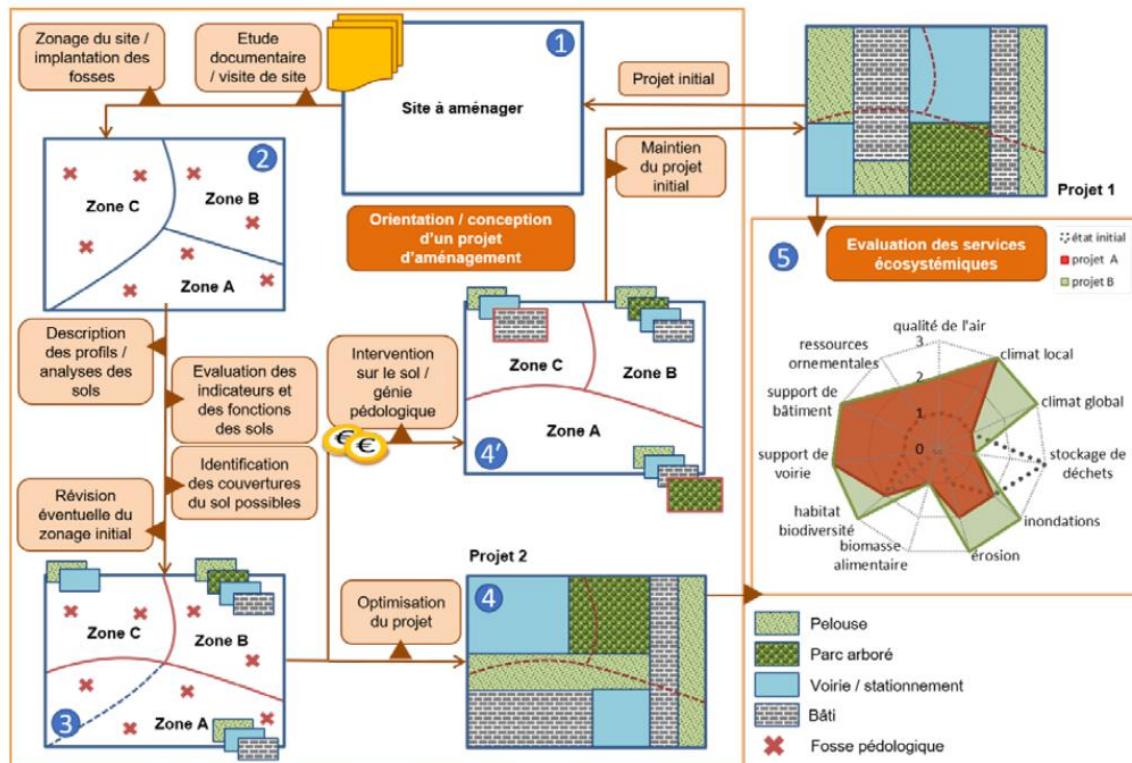 Zonage du site /
implantation des
fosses
Etude
documentaire
/ visite de site
1
Site à aménager
Projet initial
2
Zone C
Zone B
Zone A
Maintien
du projet
initial
Projet 1
Orientation / conception
d'un projet
d'aménagement
5
Evaluation des services
écosystémiques
état initial
projet A
projet B
Description
des profils /
analyses des
sols
Evaluation des
indicateurs et
des fonctions
des sols
Identification
des couvertures
du sol possibles
Révision
éventuelle du
zonage initial
Intervention
sur le sol /
génie
pédologique
€
€
Zone C
Zone B
Zone A
4'
qualité de l'air
climat local
climat global
stockage de
déchets
inondations
érosion
biomasse
alimentaire
habitat
biodiversité
support de
voirie
support de
bâtiment
ressources
ornementales
3
2
1
0
Zone C
Zone B
Zone A
3
Optimisation
du projet
Projet 2
4
Pelouse
Parc arboré
Voirie / stationnement
Bâti
Fosse pédologique